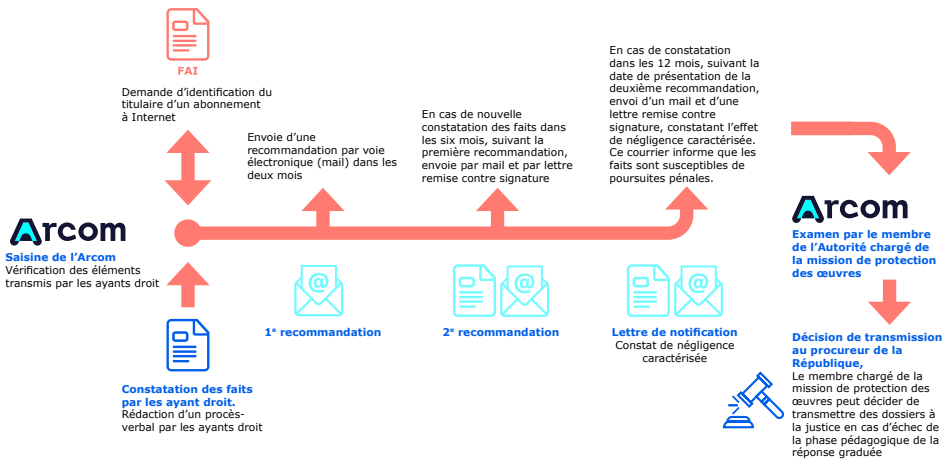 FAI
Demande d'identification du
titulaire d'un abonnement
à Internet
Arcom
Saisine de l'Arcom
Vérification des éléments
transmis par les ayants droit
Constatation des faits
par les ayant droit.
Rédaction d'un procès-
verbal par les ayants droit
Envoie d'une
recommandation par voie
électronique (mail) dans les
deux mois
@
1e recommandation
En cas de nouvelle
constatation des faits dans
les six mois, suivant la
première recommandation,
envoie par mail et par lettre
remise contre signature
@
2e recommandation
En cas de constatation
dans les 12 mois, suivant la
date de présentation de la
deuxième recommandation,
envoi d'un mail et d'une
lettre remise contre
signature, constatant l'effet
de négligence caractérisée.
Ce courrier informe que les
faits sont susceptibles de
poursuites pénales.
@
Lettre de notification
Constat de négligence
caractérisée
Arcom
Examen par le membre
de l'Autorité chargé de
la mission de protection
des œuvres
Décision de transmission
au procureur de la
République,
Le membre chargé de la
mission de protection des
œuvres peut décider de
transmettre des dossiers à
la justice en cas d'échec de
la phase pédagogique de la
réponse graduée